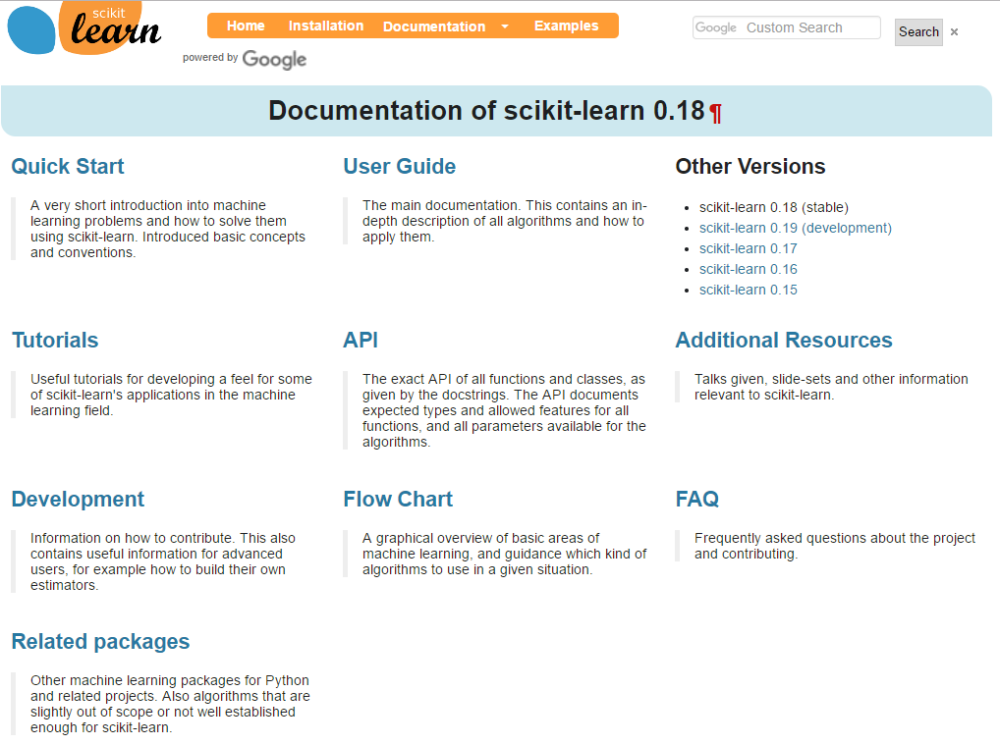 scikit
learn
Home Installation Documentation Examples
Google Custom Search Search ×
powered by Google
Documentation of scikit-learn 0.18¶
Quick Start
A very short introduction into machine
learning problems and how to solve them
using scikit-learn. Introduced basic concepts
and conventions.
User Guide
The main documentation. This contains an in-
depth description of all algorithms and how to
apply them.
Other Versions
• scikit-learn 0.18 (stable)
• scikit-learn 0.19 (development)
• scikit-learn 0.17
• scikit-learn 0.16
• scikit-learn 0.15
Tutorials
Useful tutorials for developing a feel for some
of scikit-learn's applications in the machine
learning field.
API
The exact API of all functions and classes, as
given by the docstrings. The API documents
expected types and allowed features for all
functions, and all parameters available for the
algorithms.
Additional Resources
Talks given, slide-sets and other information
relevant to scikit-learn.
Development
Information on how to contribute. This also
contains useful information for advanced
users, for example how to build their own
estimators.
Flow Chart
A graphical overview of basic areas of
machine learning, and guidance which kind of
algorithms to use in a given situation.
FAQ
Frequently asked questions about the project
and contributing.
Related packages
Other machine learning packages for Python
and related projects. Also algorithms that are
slightly out of scope or not well established
enough for scikit-learn.